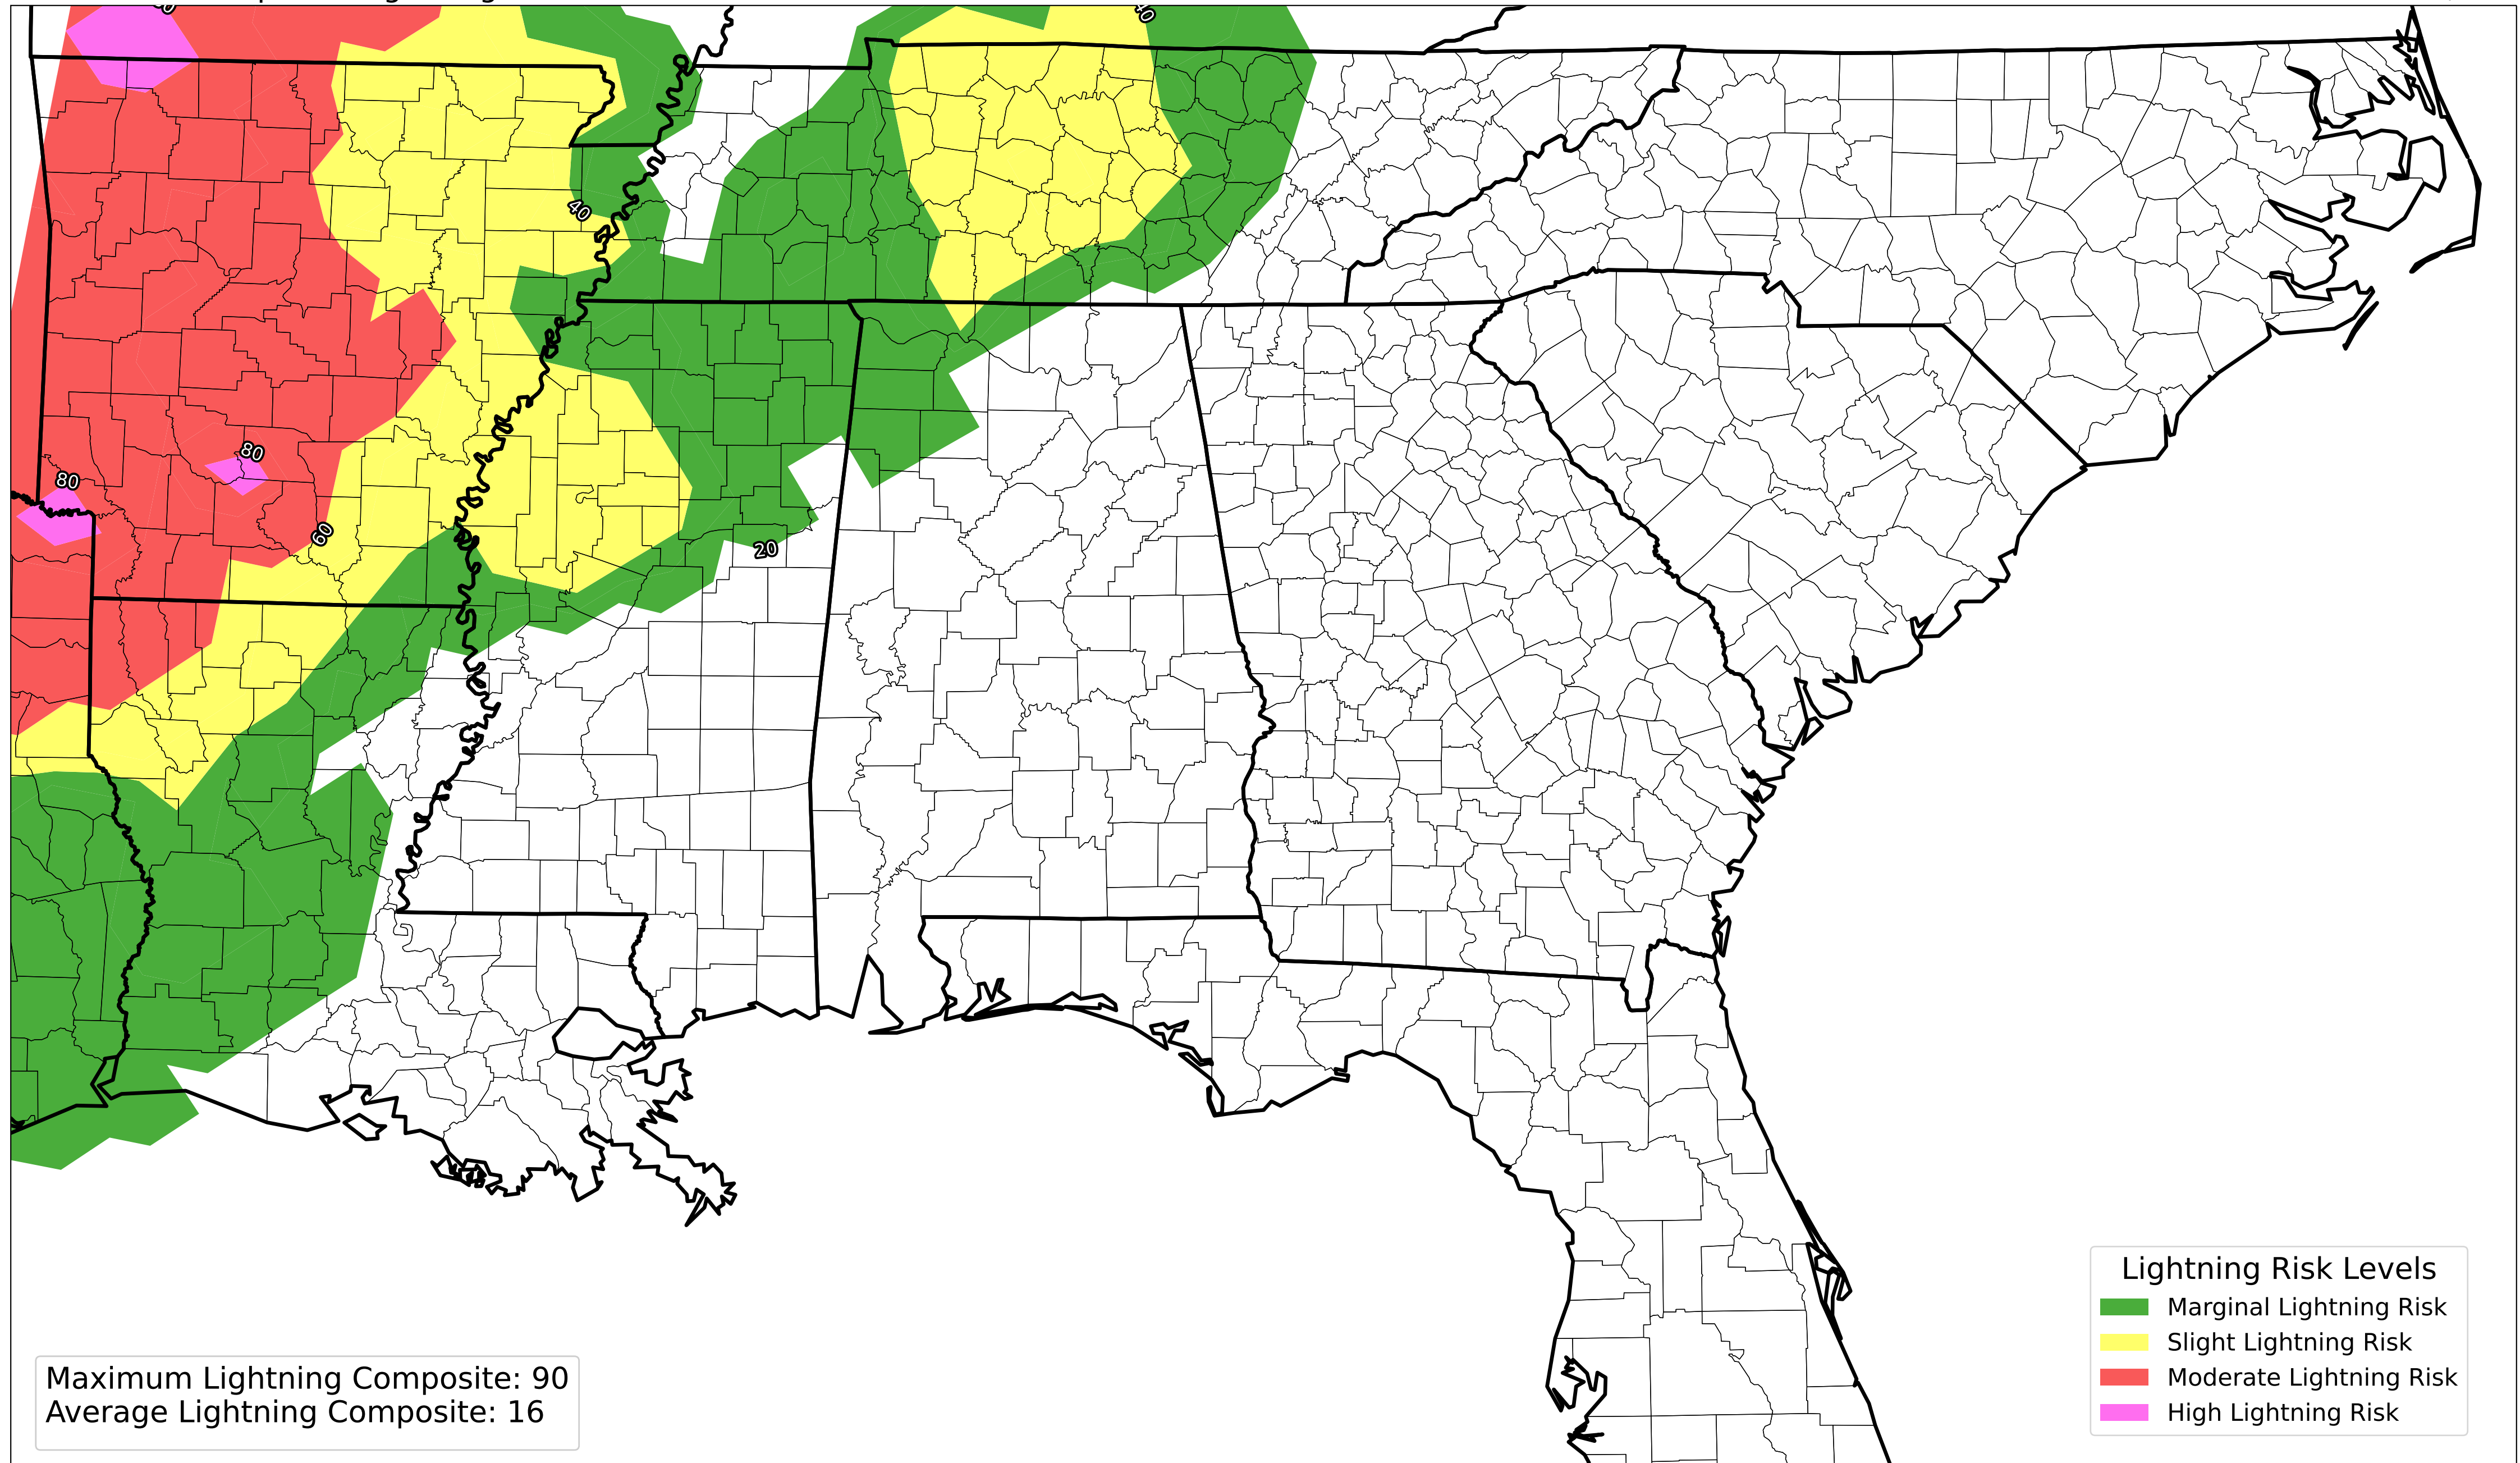 40
40
80
80
60
20
Lightning Risk Levels
Marginal Lightning Risk
Slight Lightning Risk
Moderate Lightning Risk
High Lightning Risk
Maximum Lightning Composite: 90
Average Lightning Composite: 16